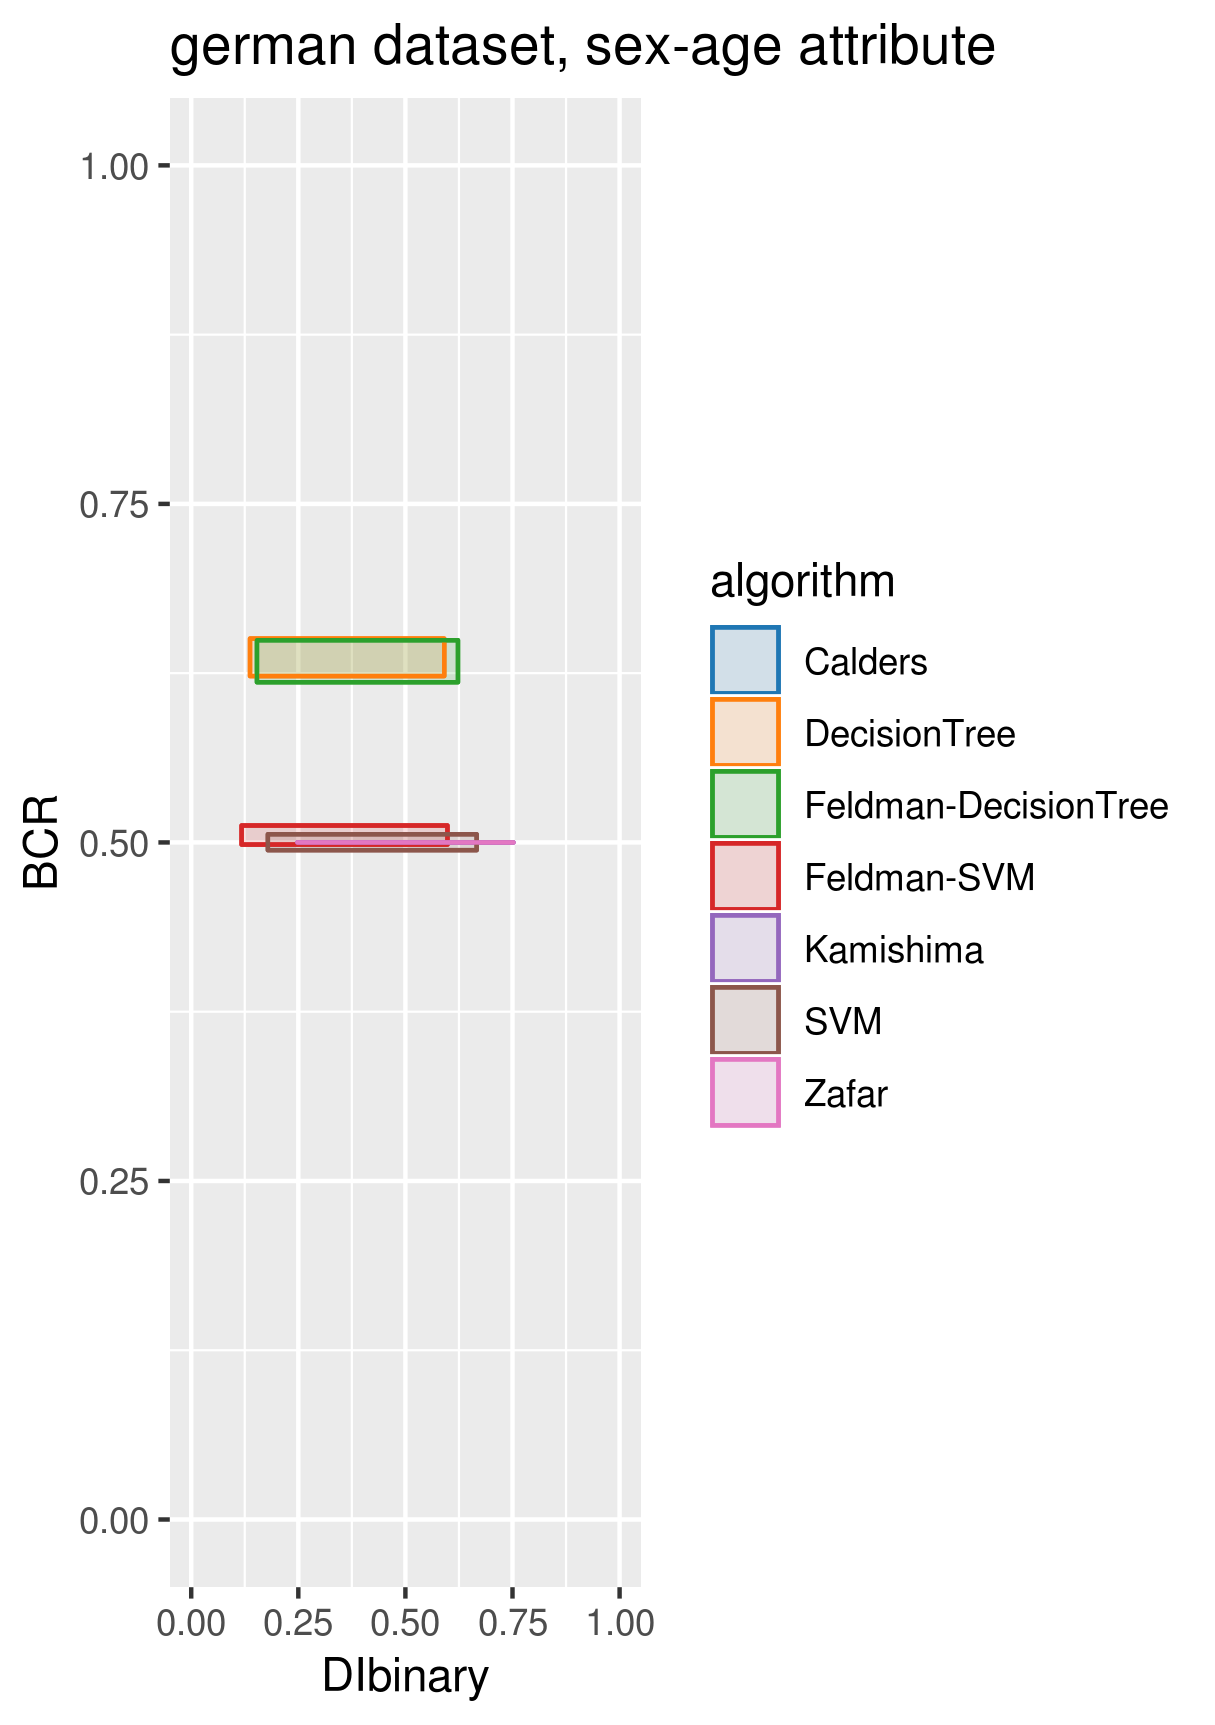 german dataset, sex-age attribute
1.00
0.75
0.50
0.25
0.00
BCR
0.00 0.25 0.50 0.75 1.00
DIbinary
algorithm
Calders
DecisionTree
Feldman-DecisionTree
Feldman-SVM
Kamishima
SVM
Zafar